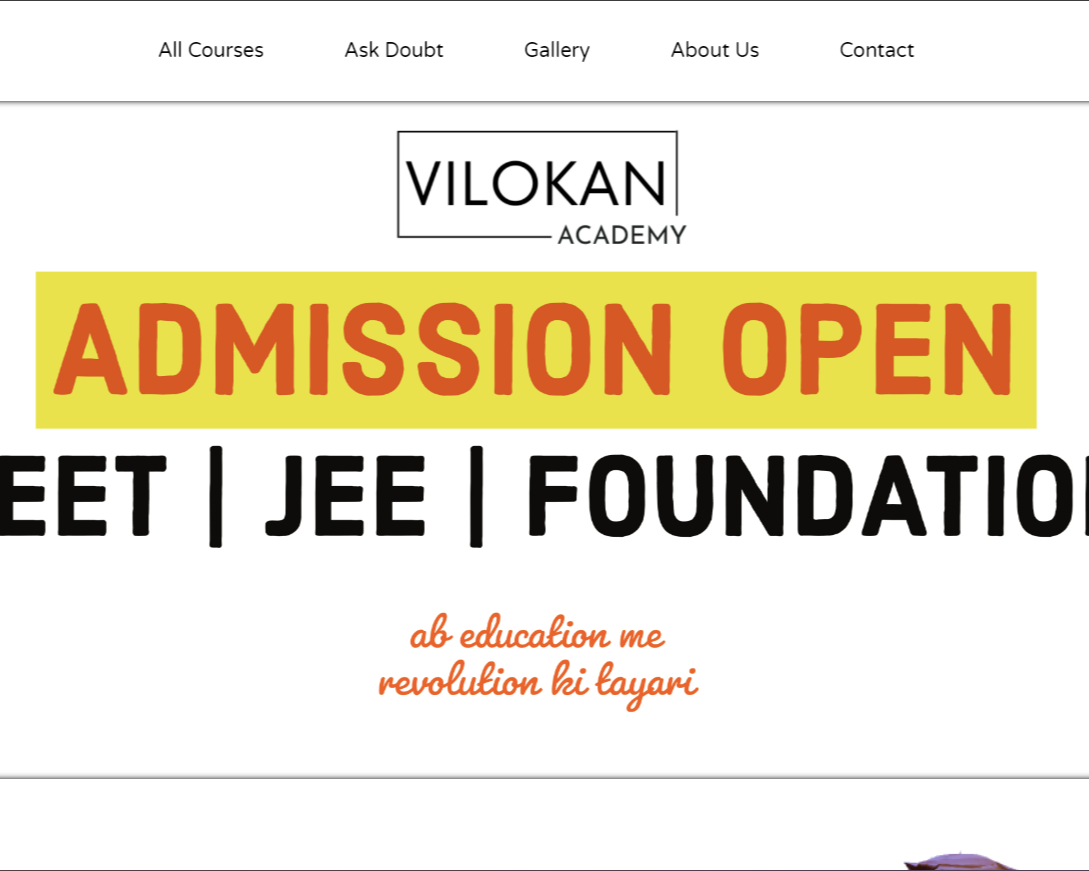 All Courses Ask Doubt Gallery About Us Contact
VILOKAN
ACADEMY
ADMISSION OPEN
EET | JEE | FOUNDATIO
ab education me
revolution ki tayari